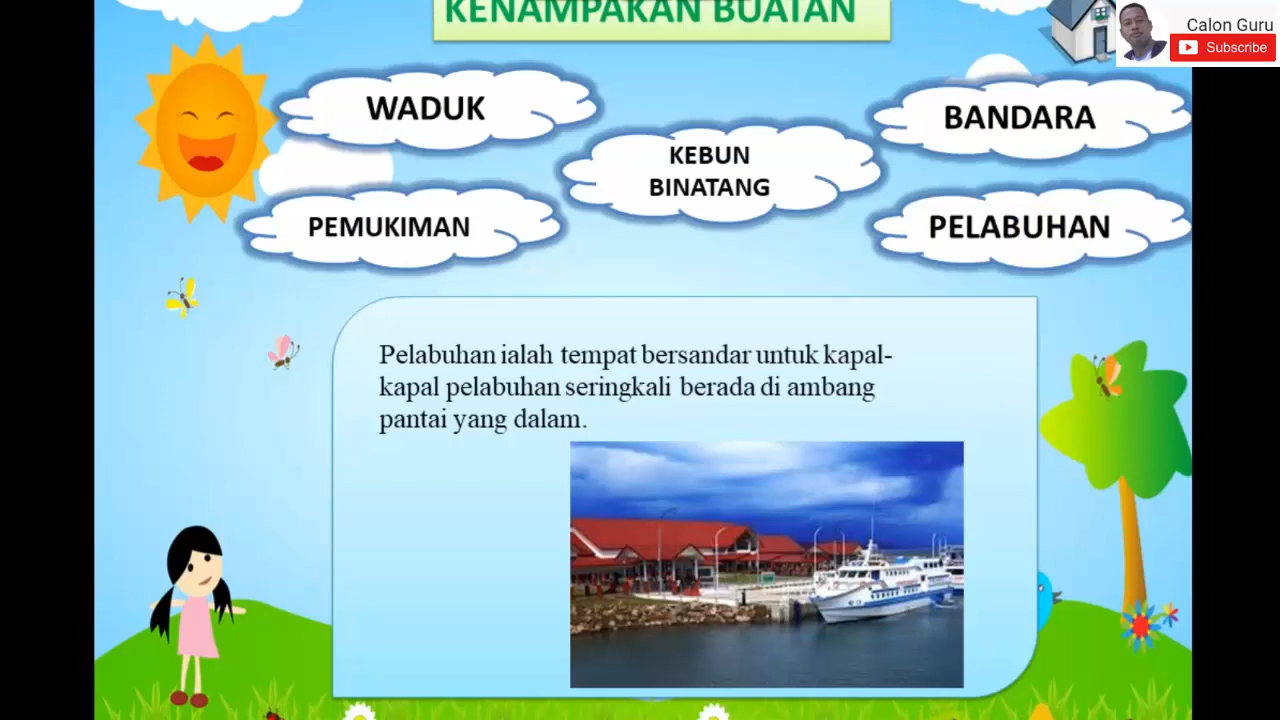 KENAMPAKAN BUATAN
Calon Guru
Subscribe
WADUK
BANDARA
KEBUN
BINATANG
PEMUKIMAN
PELABUHAN
Pelabuhan ialah tempat bersandar untuk kapal-
kapal pelabuhan seringkali berada di ambang
pantai yang dalam.